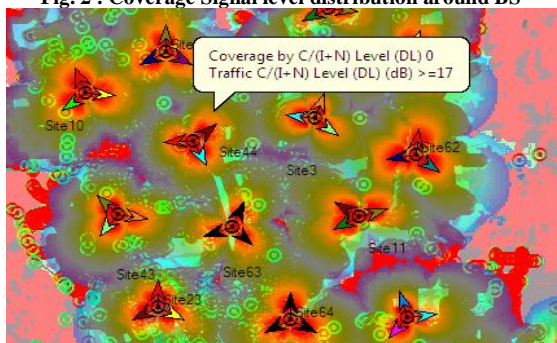 Fig. 2 : Coverage Signal level distribution around BS
Site
Coverage by C/(I+N) Level (DL) 0
Traffic C/(I+N) Level (DL) (dB) >=17
Site10
Site44
Site3
Site62
Site11
Site43
Site63
Site23
Site64